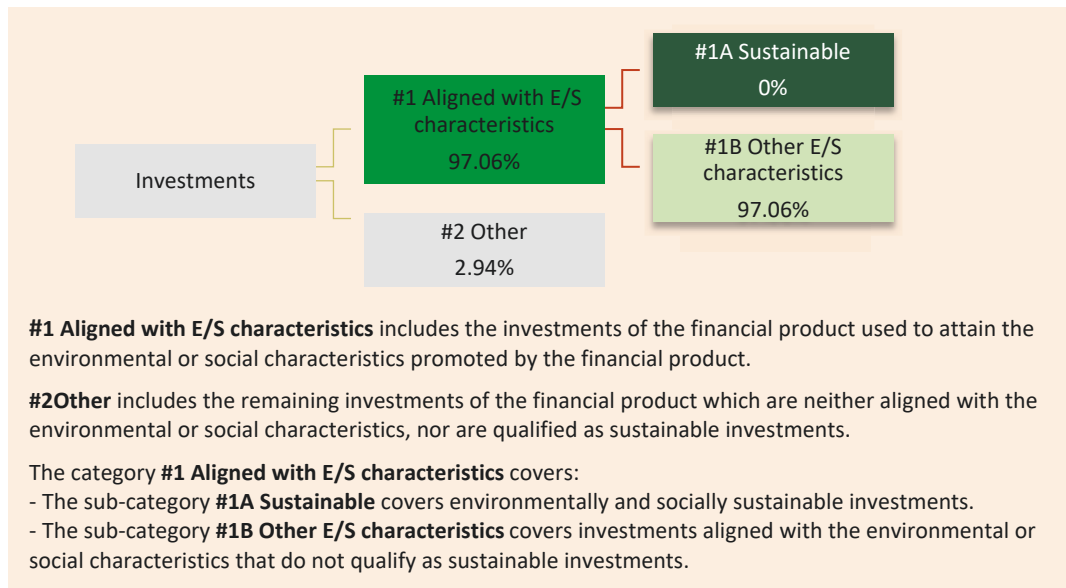 #1A Sustainable
0%
#1 Aligned with E/S
characteristics
97.06%
#1B Other E/S
characteristics
97.06%
Investments
#2 Other
2.94%
#1 Aligned with E/S characteristics includes the investments of the financial product used to attain the
environmental or social characteristics promoted by the financial product.
#2Other includes the remaining investments of the financial product which are neither aligned with the
environmental or social characteristics, nor are qualified as sustainable investments.
The category #1 Aligned with E/S characteristics covers:
- The sub-category #1A Sustainable covers environmentally and socially sustainable investments.
- The sub-category #1B Other E/S characteristics covers investments aligned with the environmental or
social characteristics that do not qualify as sustainable investments.